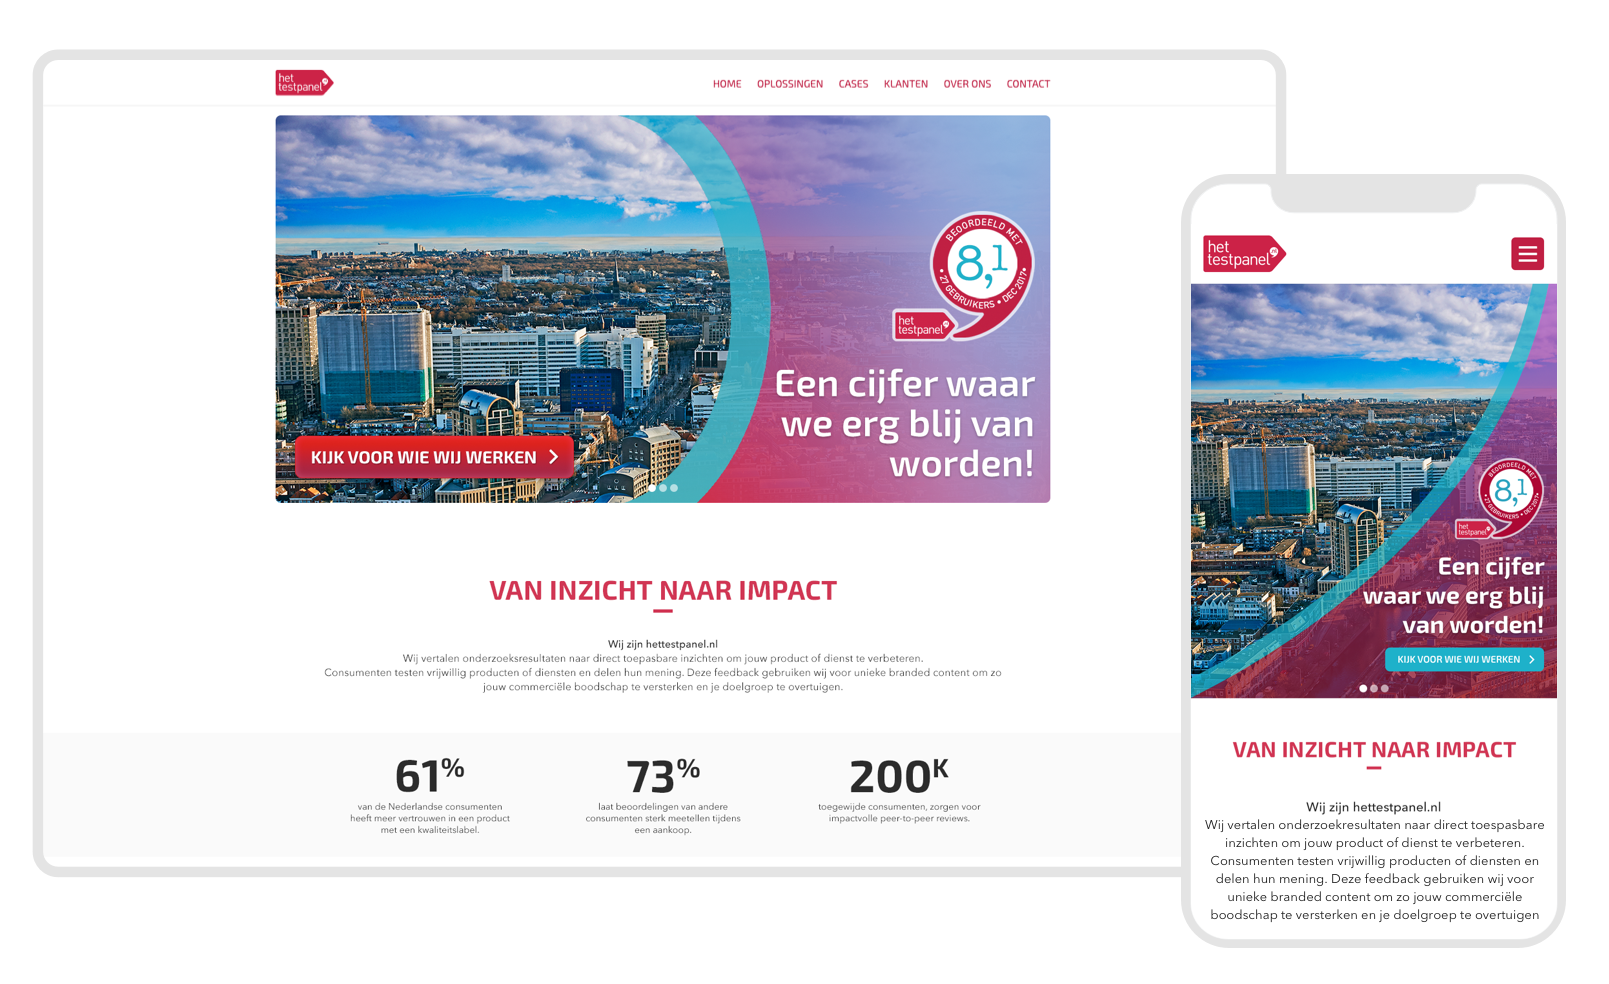 het
testpanel
HOME OPLOSSINGEN CASES KLANTEN OVER ONS CONTACT
BEOORDEELD MET
8,1
• 27 GEBRUIKERS • DEC 2017•
het
testpanel
Een cijfer waar
we erg blij van
worden!
KIJK VOOR WIE WIJ WERKEN
VAN INZICHT NAAR IMPACT
Wij zijn hettestpanel.nl
Wij vertalen onderzoeksresultaten naar direct toepasbare inzichten om jouw product of dienst te verbeteren.
Consumenten testen vrijwillig producten of diensten en delen hun mening. Deze feedback gebruiken wij voor unieke branded content om zo
jouw commerciële boodschap te versterken en je doelgroep te overtuigen.
61%
van de Nederlandse consumenten
heeft meer vertrouwen in een product
met een kwaliteitslabel.
73%
laat beoordelingen van andere
consumenten sterk meetellen tijdens
een aankoop.
200K
toegewijde consumenten, zorgen voor
impactvolle peer-to-peer reviews.
het
testpanel
BEOORDEELD MET
8,1
• 27 GEBRUIKERS • DEC 2017•
het
testpanel
Een cijfer
waar we erg blij
van worden!
KIJK VOOR WIE WIJ WERKEN
VAN INZICHT NAAR IMPACT
Wij zijn hettestpanel.nl
Wij vertalen onderzoekresultaten naar direct toespasbare
inzichten om jouw product of dienst te verbeteren.
Consumenten testen vrijwillig producten of diensten en
delen hun mening. Deze feedback gebruiken wij voor
unieke branded content om zo jouw commerciële
boodschap te versterken en je doelgroep te overtuigen